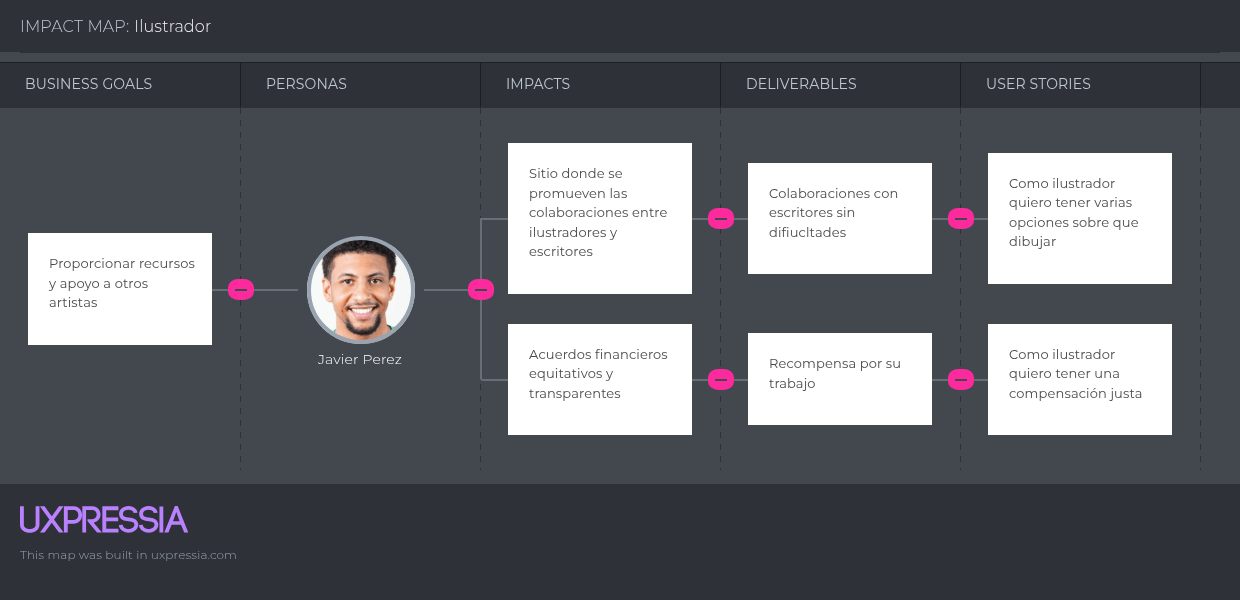 IMPACT MAP: Ilustrador
BUSINESS GOALS
PERSONAS
IMPACTS
DELIVERABLES
USER STORIES
Proporcionar recursos
y apoyo a otros
artistas
Javier Perez
Sitio donde se
promueven las
colaboraciones entre
ilustradores y
escritores
Colaboraciones con
escritores sin
difiucltades
Como ilustrador
quiero tener varias
opciones sobre que
dibujar
Acuerdos financieros
equitativos y
transparentes
Recompensa por su
trabajo
Como ilustrador
quiero tener una
compensación justa
UXPRESSIA
This map was built in uxpressia.com